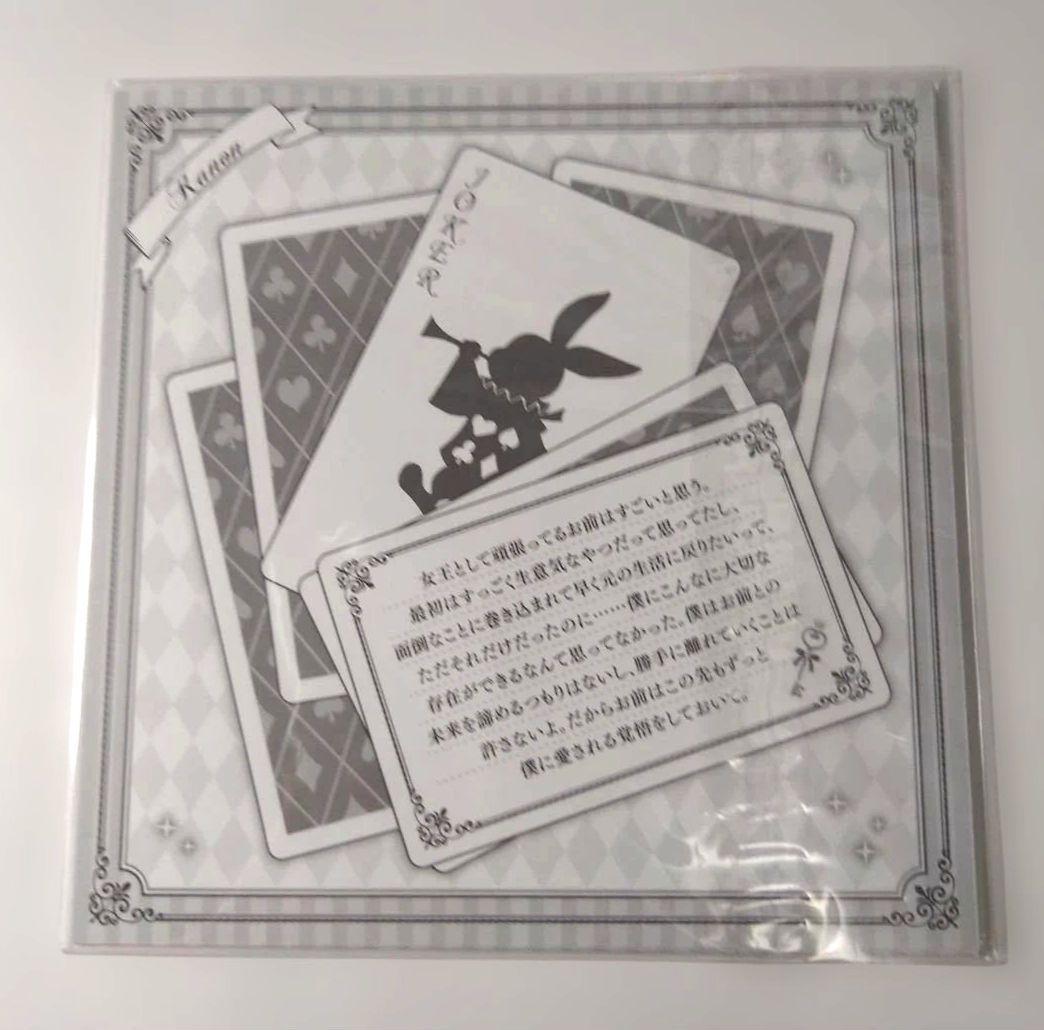 Kanon
JOKER
女王として頑張ってるお前はすごいと思う。
最初はすっごく生意気なやつだって思ってたし、
面倒なことに巻き込まれて早く元の生活に戻りたいって、
ただそれだけだったのに……僕にこんなに大切な
存在ができるなんて思ってなかった。僕はお前との
未来を諦めるつもりはないし、勝手に離れていくことは
許さないよ。だからお前はこの先もずっと
僕に愛される覚悟をしておいて。